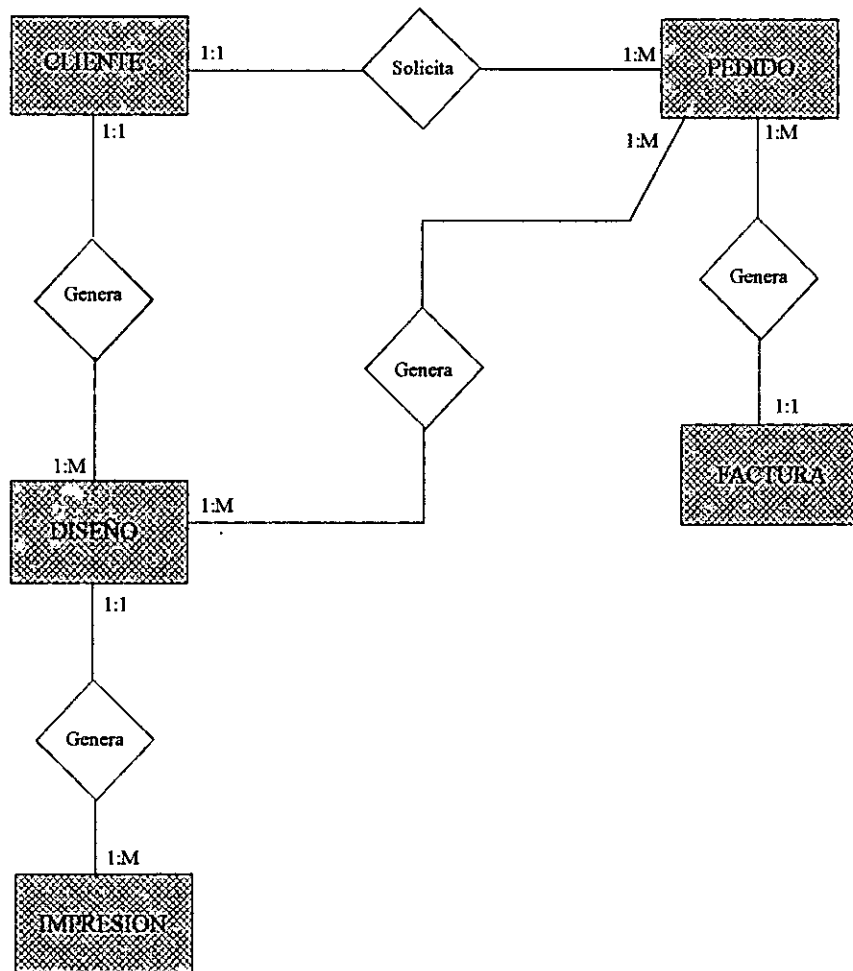 CLIENTE
1:1
Solicita
1:M
PEDIDO
1:1
1:M
1:M
Genera
Genera
Genera
1:1
1:M
1:M
FACTURA
DISEÑO
1:1
Genera
1:M
IMPRESION